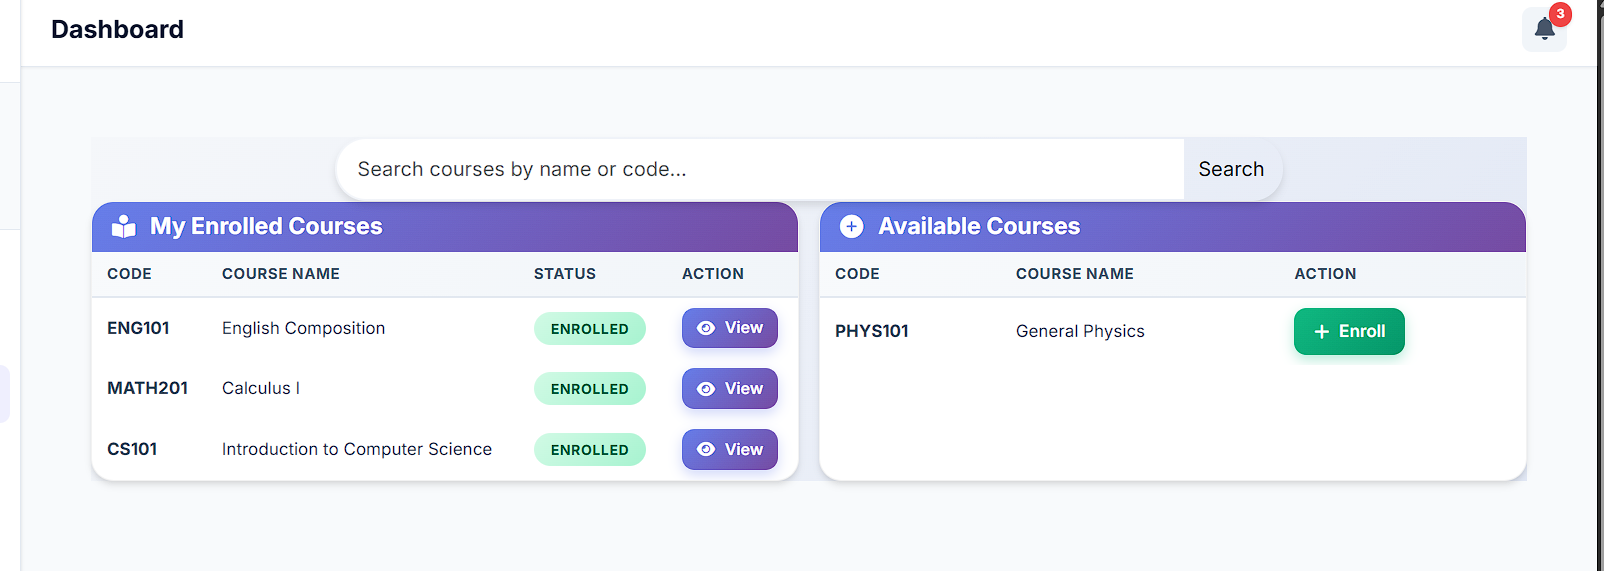 Dashboard
3
Search courses by name or code...
Search
My Enrolled Courses
CODE COURSE NAME STATUS ACTION
ENG101 English Composition ENROLLED View
MATH201 Calculus I ENROLLED View
CS101 Introduction to Computer Science ENROLLED View
Available Courses
CODE COURSE NAME ACTION
PHYS101 General Physics + Enroll